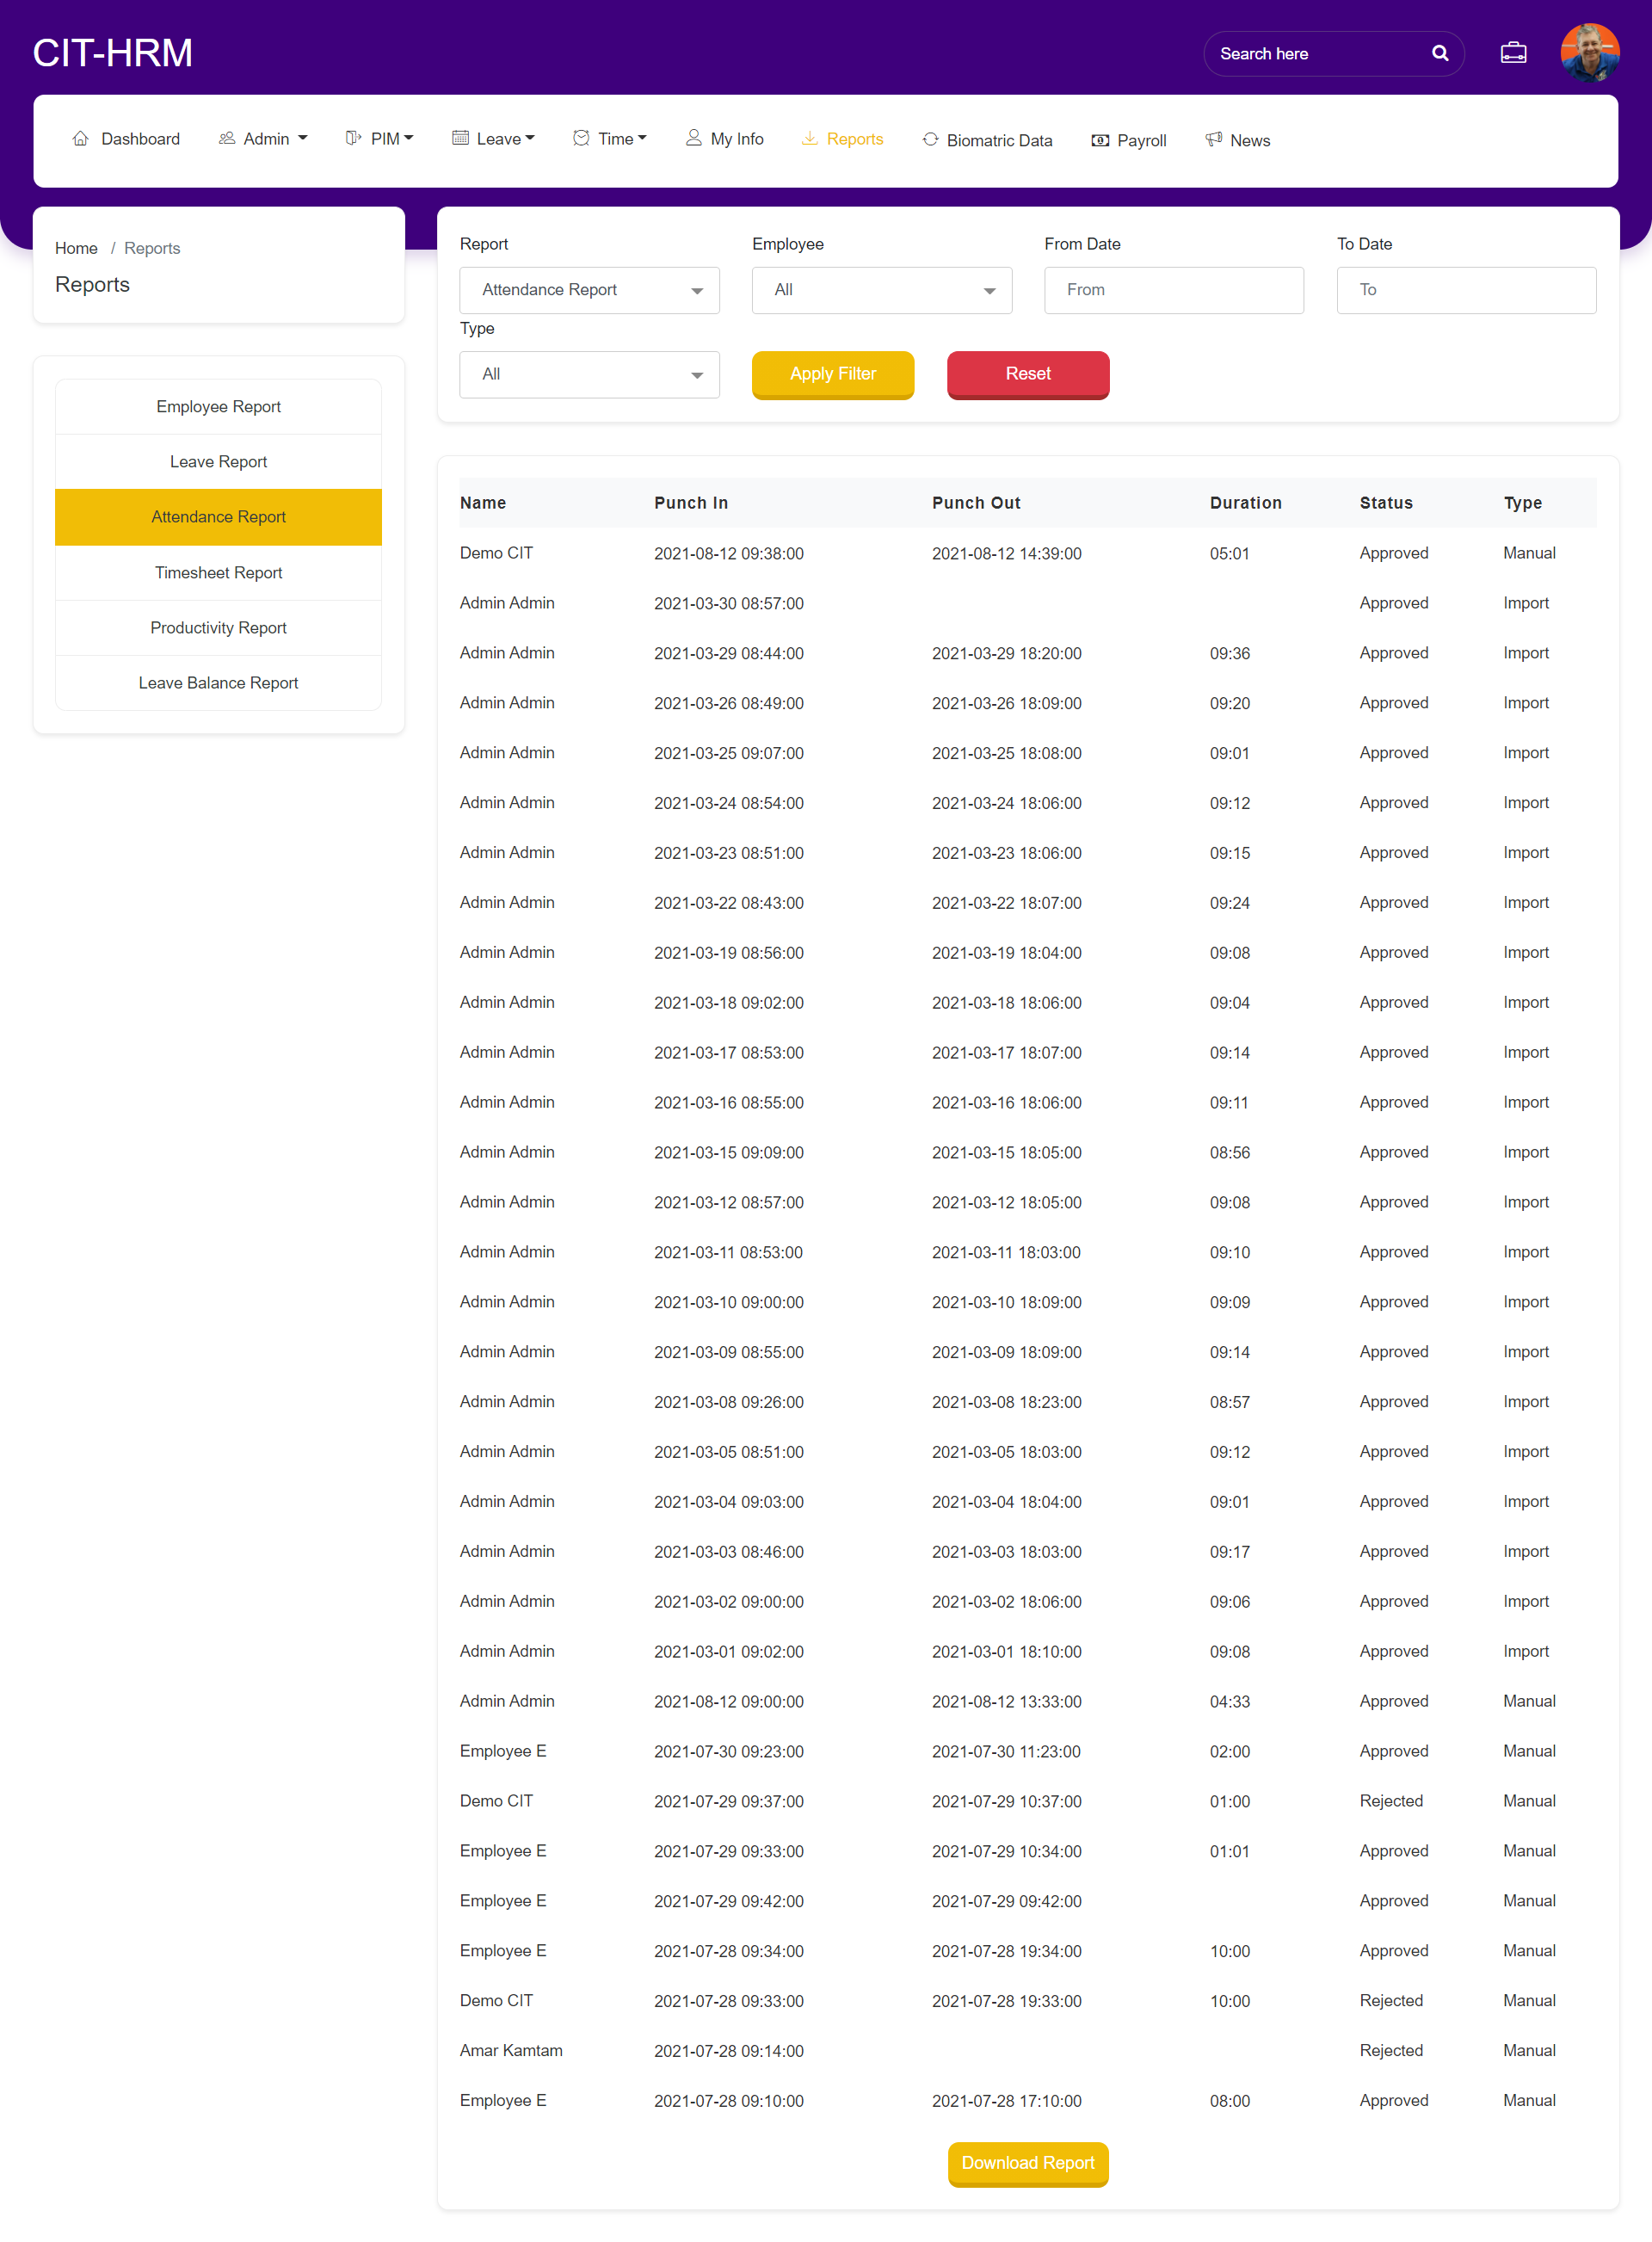 CIT-HRM
Search here
Dashboard Admin PIM Leave Time My Info Reports Biomatric Data Payroll News
Home / Reports
Reports
Employee Report
Leave Report
Attendance Report
Timesheet Report
Productivity Report
Leave Balance Report
Report Employee From Date To Date
Attendance Report All From To
Type
All Apply Filter Reset
Name Punch In Punch Out Duration Status Type
Demo CIT 2021-08-12 09:38:00 2021-08-12 14:39:00 05:01 Approved Manual
Admin Admin 2021-03-30 08:57:00 Approved Import
Admin Admin 2021-03-29 08:44:00 2021-03-29 18:20:00 09:36 Approved Import
Admin Admin 2021-03-26 08:49:00 2021-03-26 18:09:00 09:20 Approved Import
Admin Admin 2021-03-25 09:07:00 2021-03-25 18:08:00 09:01 Approved Import
Admin Admin 2021-03-24 08:54:00 2021-03-24 18:06:00 09:12 Approved Import
Admin Admin 2021-03-23 08:51:00 2021-03-23 18:06:00 09:15 Approved Import
Admin Admin 2021-03-22 08:43:00 2021-03-22 18:07:00 09:24 Approved Import
Admin Admin 2021-03-19 08:56:00 2021-03-19 18:04:00 09:08 Approved Import
Admin Admin 2021-03-18 09:02:00 2021-03-18 18:06:00 09:04 Approved Import
Admin Admin 2021-03-17 08:53:00 2021-03-17 18:07:00 09:14 Approved Import
Admin Admin 2021-03-16 08:55:00 2021-03-16 18:06:00 09:11 Approved Import
Admin Admin 2021-03-15 09:09:00 2021-03-15 18:05:00 08:56 Approved Import
Admin Admin 2021-03-12 08:57:00 2021-03-12 18:05:00 09:08 Approved Import
Admin Admin 2021-03-11 08:53:00 2021-03-11 18:03:00 09:10 Approved Import
Admin Admin 2021-03-10 09:00:00 2021-03-10 18:09:00 09:09 Approved Import
Admin Admin 2021-03-09 08:55:00 2021-03-09 18:09:00 09:14 Approved Import
Admin Admin 2021-03-08 09:26:00 2021-03-08 18:23:00 08:57 Approved Import
Admin Admin 2021-03-05 08:51:00 2021-03-05 18:03:00 09:12 Approved Import
Admin Admin 2021-03-04 09:03:00 2021-03-04 18:04:00 09:01 Approved Import
Admin Admin 2021-03-03 08:46:00 2021-03-03 18:03:00 09:17 Approved Import
Admin Admin 2021-03-02 09:00:00 2021-03-02 18:06:00 09:06 Approved Import
Admin Admin 2021-03-01 09:02:00 2021-03-01 18:10:00 09:08 Approved Import
Admin Admin 2021-08-12 09:00:00 2021-08-12 13:33:00 04:33 Approved Manual
Employee E 2021-07-30 09:23:00 2021-07-30 11:23:00 02:00 Approved Manual
Demo CIT 2021-07-29 09:37:00 2021-07-29 10:37:00 01:00 Rejected Manual
Employee E 2021-07-29 09:33:00 2021-07-29 10:34:00 01:01 Approved Manual
Employee E 2021-07-29 09:42:00 2021-07-29 09:42:00 Approved Manual
Employee E 2021-07-28 09:34:00 2021-07-28 19:34:00 10:00 Approved Manual
Demo CIT 2021-07-28 09:33:00 2021-07-28 19:33:00 10:00 Rejected Manual
Amar Kamtam 2021-07-28 09:14:00 Rejected Manual
Employee E 2021-07-28 09:10:00 2021-07-28 17:10:00 08:00 Approved Manual
Download Report